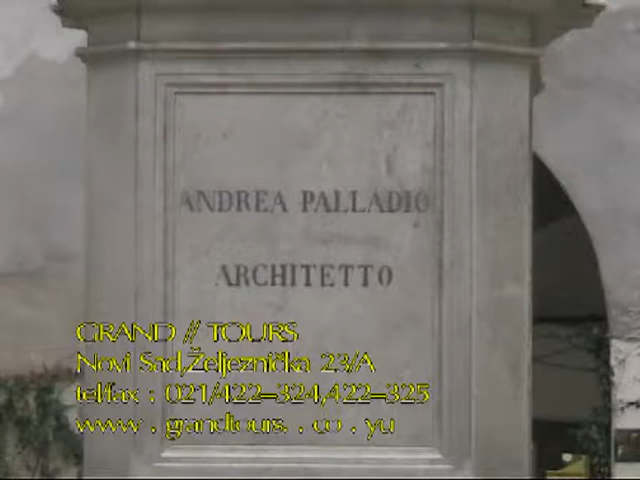 ANDREA PALLADIO
ARCHITETTO
GRAND // TOURS
Novi Sad,Željeznička 23/A
tel/fax : 021/422-324,422-325
www . grandtours. . co . yu